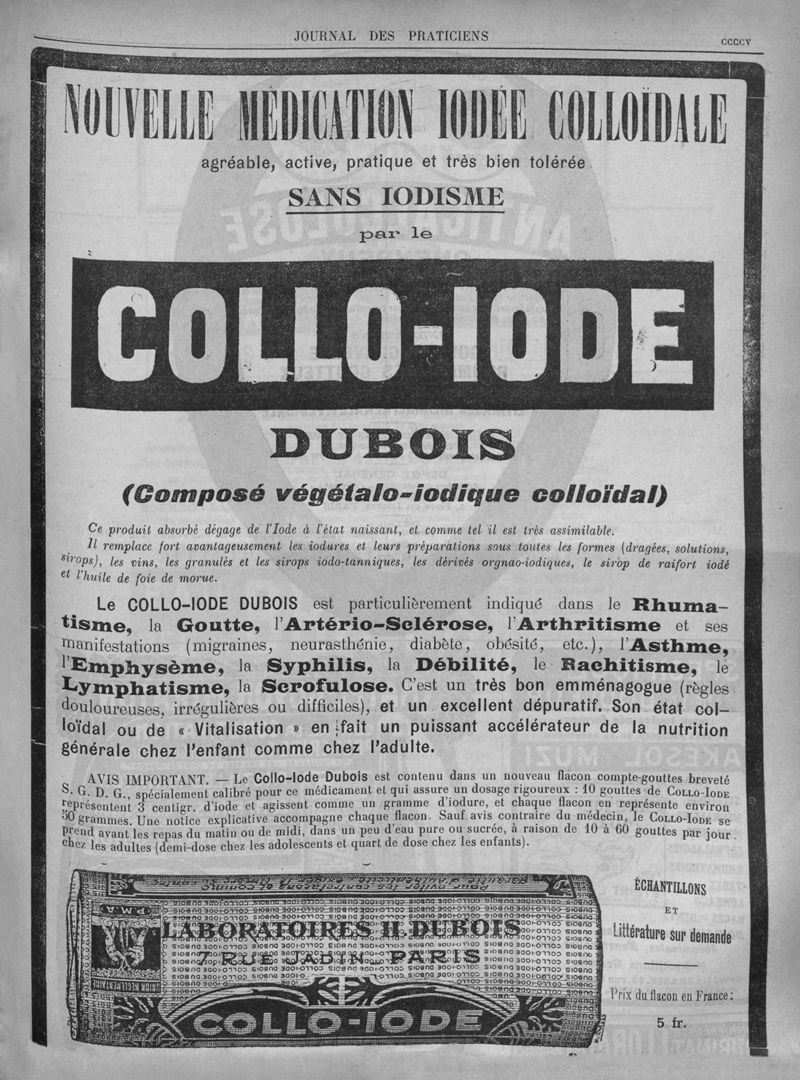 JOURNAL DES PRATICIENS
CCCCV
NOUVELLE MÉDICATION IODÉE COLLOÏDALE
agréable, active, pratique et très bien tolérée
SANS IODISME
par le
COLLO-IODE
DUBOIS
(Composé végétalo-iodique colloïdal)
Ce produit absorbé dégage de l'Iode à l'état naissant, et comme tel il est très assimilable.
Il remplace fort avantageusement les iodures et leurs préparations sous toutes les formes (dragées, solutions,
sirops), les vins, les granulés et les sirops iodo-tanniques, les dérivés orgnao-iodiques, le sirop de raifort iodé
et l'huile de foie de morue.
Le COLLO-IODE DUBOIS est particulièrement indiqué dans le Rhuma-
tisme, la Goutte, l'Artério-Sclérose, l'Arthritisme et ses
manifestations (migraines, neurasthénie, diabète, obésité, etc.), l'Asthme,
l'Emphysème, la Syphilis, la Débilité, le Rachitisme, le
Lymphatisme, la Scrofulose. C'est un très bon emménagogue (règles
douloureuses, irrégulières ou difficiles), et un excellent dépuratif. Son état col-
loïdal ou de « Vitalisation » en fait un puissant accélérateur de la nutrition
générale chez l'enfant comme chez l'adulte.
AVIS IMPORTANT. — Le Collo-Iode Dubois est contenu dans un nouveau flacon compte-gouttes breveté
S. G. D. G., spécialement calibré pour ce médicament et qui assure un dosage rigoureux : 10 gouttes de COLLO-IODE
représentent 3 centigr. d'iode et agissent comme un gramme d'iodure, et chaque flacon en représente environ
50 grammes. Une notice explicative accompagne chaque flacon. Sauf avis contraire du médecin, le COLLO-IODE se
prend avant les repas du matin ou de midi, dans un peu d'eau pure ou sucrée, à raison de 10 à 60 gouttes par jour
chez les adultes (demi-dose chez les adolescents et quart de dose chez les enfants).
LABORATOIRES H. DUBOIS
7 RUE JADIN _ PARIS
COLLO-IODE
ÉCHANTILLONS
ET
Littérature sur demande
Prix du flacon en France :
5 fr.